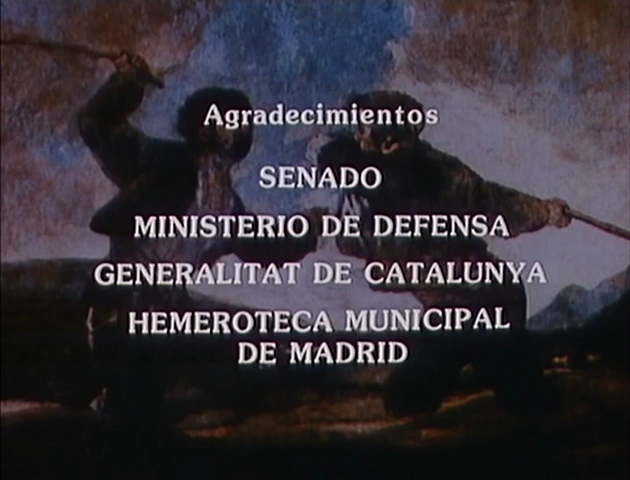 Agradecimientos
SENADO
MINISTERIO DE DEFENSA
GENERALITAT DE CATALUNYA
HEMEROTECA MUNICIPAL
DE MADRID